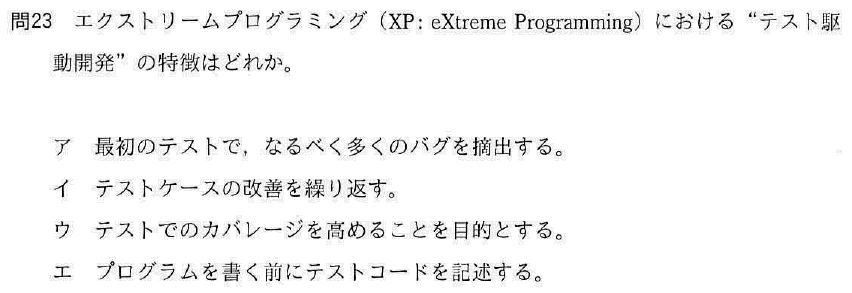 問23 エクストリームプログラミング（XP: eXtreme Programming）における“テスト駆
動開発”の特徴はどれか。
ア 最初のテストで，なるべく多くのバグを摘出する。
イ テストケースの改善を繰り返す。
ウ テストでのカバレージを高めることを目的とする。
エ プログラムを書く前にテストコードを記述する。